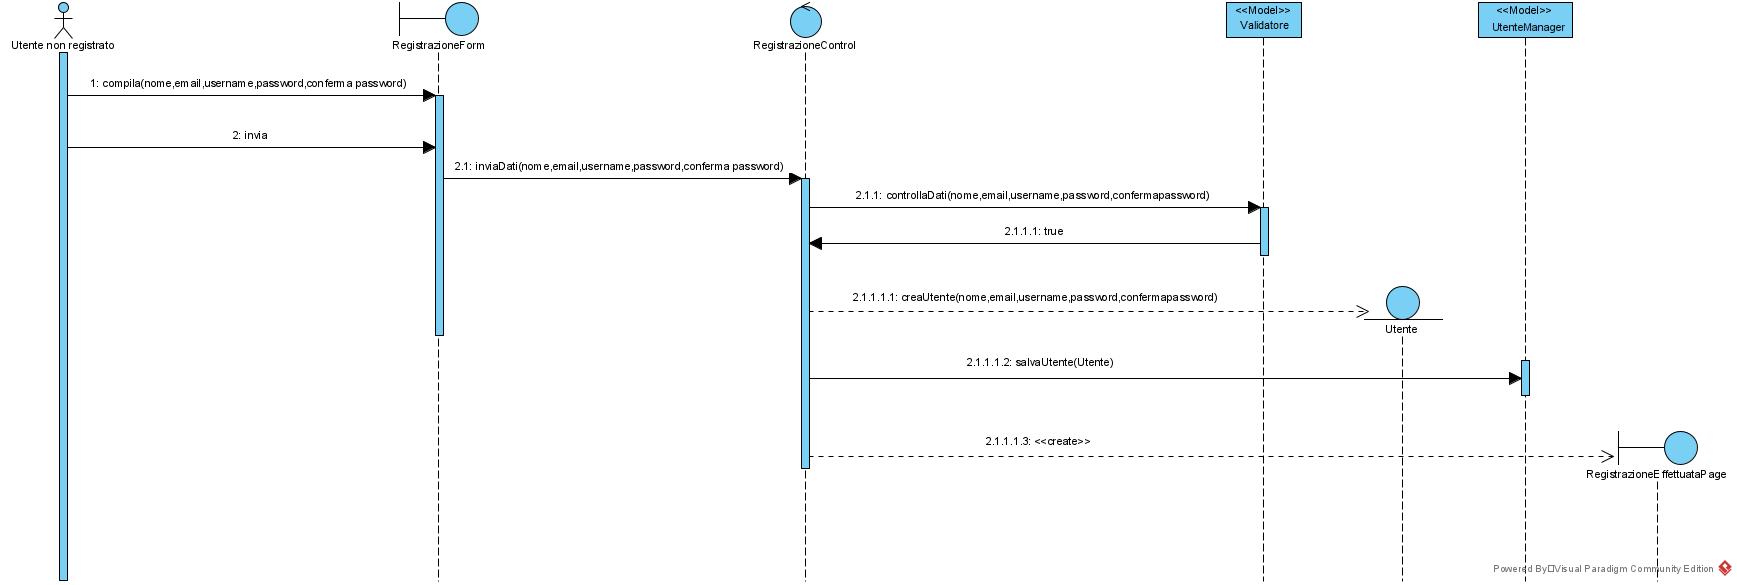 <<Model>>
Validatore
<<Model>>
UtenteManager
Utente non registrato
RegistrazioneForm
RegistrazioneControl
1: compila(nome,email,username,password,conferma password)
2: invia
2.1: inviaDati(nome,email,username,password,conferma password)
2.1.1: controllaDati(nome,email,username,password,confermapassword)
2.1.1.1: true
2.1.1.1.1: creaUtente(nome,email,username,password,confermapassword)
Utente
2.1.1.1.2: salvaUtente(Utente)
2.1.1.1.3: <<create>>
RegistrazioneEffettuataPage
Powered By□Visual Paradigm Community Edition